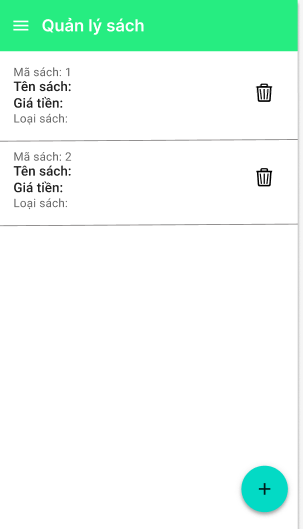 Quản lý sách
Mã sách: 1
Tên sách:
Giá tiền:
Loại sách:
Mã sách: 2
Tên sách:
Giá tiền:
Loại sách: